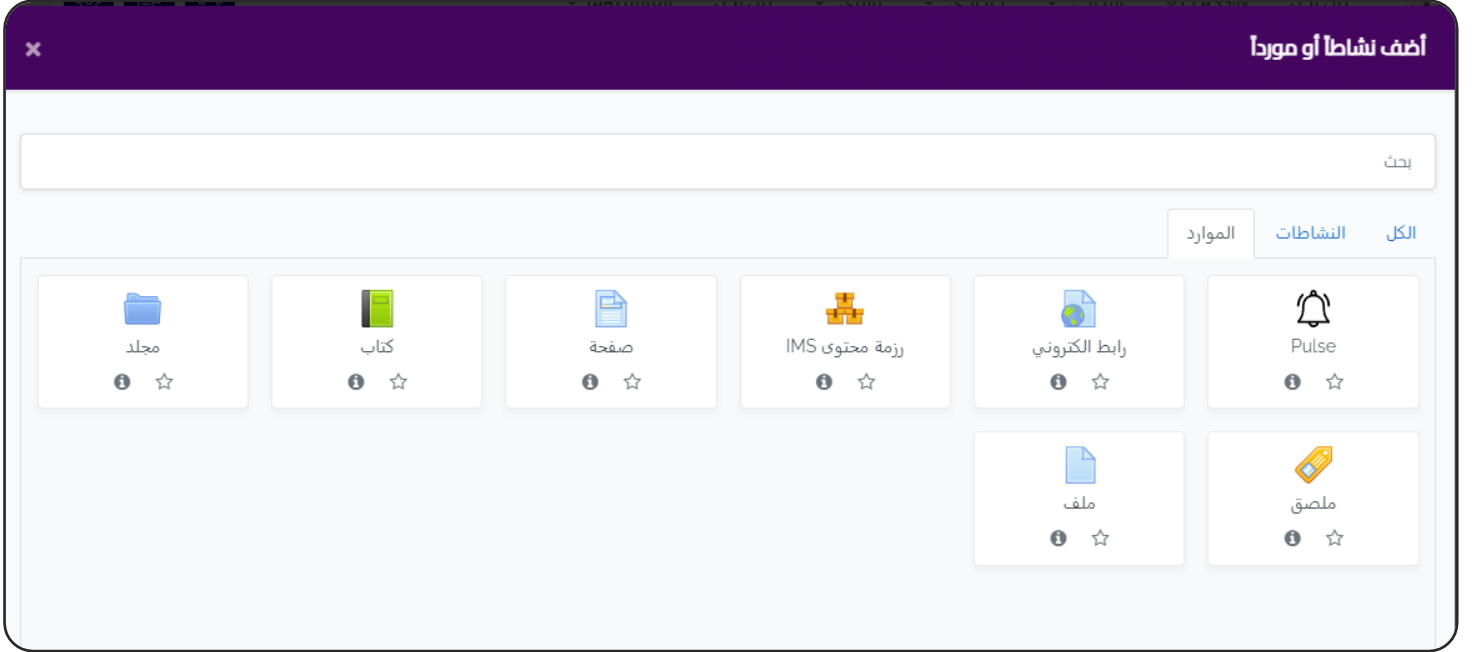 أضف نشاطاً أو مورداً ×
بحث
الكل النشاطات الموارد
Pulse رابط الكتروني رزمة محتوى IMS صفحة كتاب مجلد
ملصق ملف